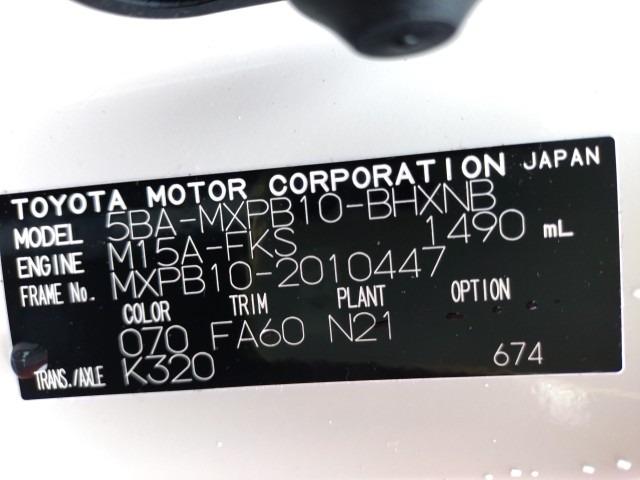 TOYOTA MOTOR CORPORATION JAPAN
MODEL 5BA-MXPB10-BHXNB
ENGINE M15A-FKS 1490 mL
FRAME No. MXPB10-2010447
COLOR TRIM PLANT OPTION
070 FA60 N21
TRANS./AXLE K320 674